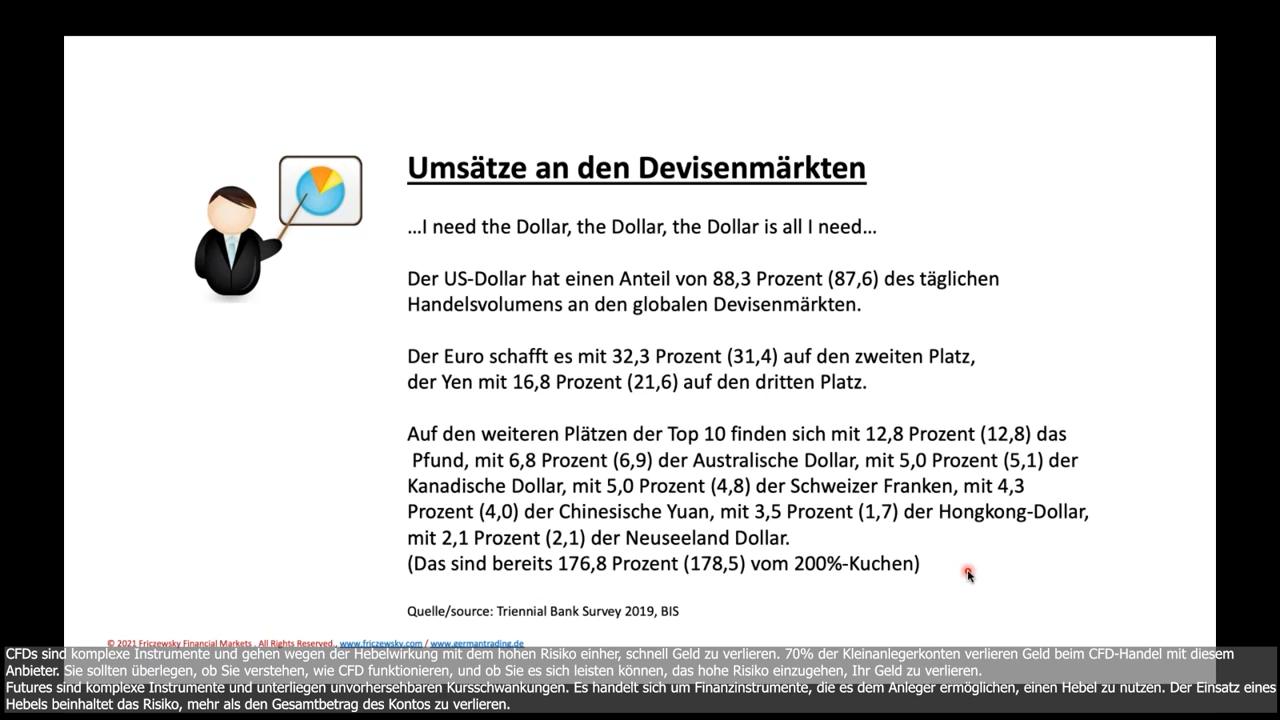 Umsätze an den Devisenmärkten
...I need the Dollar, the Dollar, the Dollar is all I need...
Der US-Dollar hat einen Anteil von 88,3 Prozent (87,6) des täglichen
Handelsvolumens an den globalen Devisenmärkten.
Der Euro schafft es mit 32,3 Prozent (31,4) auf den zweiten Platz,
der Yen mit 16,8 Prozent (21,6) auf den dritten Platz.
Auf den weiteren Plätzen der Top 10 finden sich mit 12,8 Prozent (12,8) das
Pfund, mit 6,8 Prozent (6,9) der Australische Dollar, mit 5,0 Prozent (5,1) der
Kanadische Dollar, mit 5,0 Prozent (4,8) der Schweizer Franken, mit 4,3
Prozent (4,0) der Chinesische Yuan, mit 3,5 Prozent (1,7) der Hongkong-Dollar,
mit 2,1 Prozent (2,1) der Neuseeland Dollar.
(Das sind bereits 176,8 Prozent (178,5) vom 200%-Kuchen)
Quelle/source: Triennial Bank Survey 2019, BIS
© 2021 Friczewsky Financial Markets . All Rights Reserved . www.friczewsky.com / www.germantrading.de
CFDs sind komplexe Instrumente und gehen wegen der Hebelwirkung mit dem hohen Risiko einher, schnell Geld zu verlieren. 70% der Kleinanlegerkonten verlieren Geld beim CFD-Handel mit diesem
Anbieter. Sie sollten überlegen, ob Sie verstehen, wie CFD funktionieren, und ob Sie es sich leisten können, das hohe Risiko einzugehen, Ihr Geld zu verlieren.
Futures sind komplexe Instrumente und unterliegen unvorhersehbaren Kursschwankungen. Es handelt sich um Finanzinstrumente, die es dem Anleger ermöglichen, einen Hebel zu nutzen. Der Einsatz eines
Hebels beinhaltet das Risiko, mehr als den Gesamtbetrag des Kontos zu verlieren.